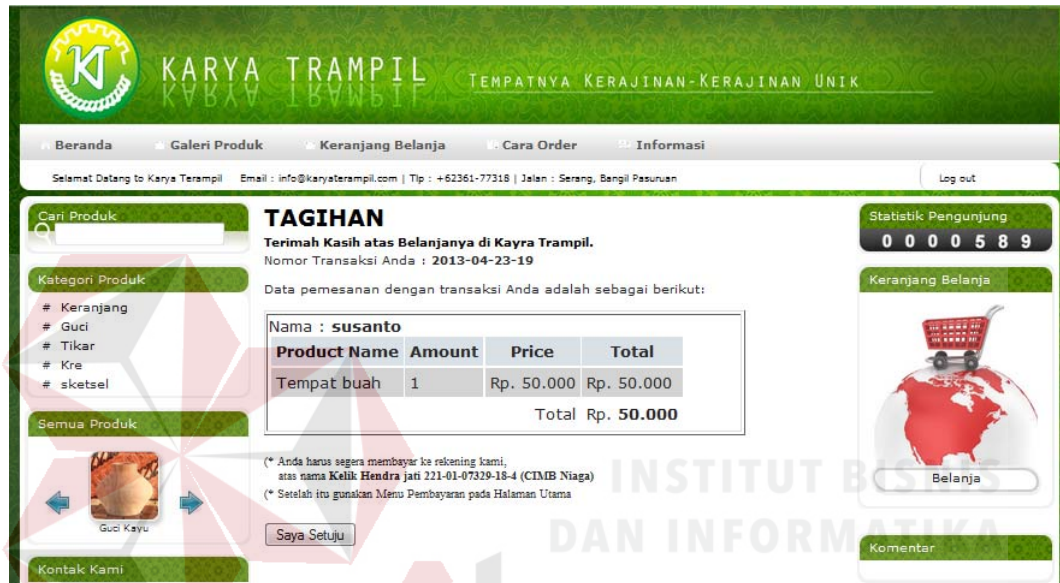 KARYA TRAMPIL TEMPATNYA KERAJINAN-KERAJINAN UNIK
Beranda Galeri Produk Keranjang Belanja Cara Order Informasi
Selamat Datang to Karya Terampil Email : info@karyaterampil.com | Tlp : +62361-77318 | Jalan : Serang, Bangil Pasuruan Log out
Cari Produk
Kategori Produk
# Keranjang
# Guci
# Tikar
# Kre
# sketsel
Semua Produk
Guci Kayu
Kontak Kami
TAGIHAN
Terimah Kasih atas Belanjanya di Kayra Trampil.
Nomor Transaksi Anda : 2013-04-23-19
Data pemesanan dengan transaksi Anda adalah sebagai berikut:
Nama : susanto
Product Name Amount Price Total
Tempat buah 1 Rp. 50.000 Rp. 50.000
Total Rp. 50.000
(* Anda harus segera membayar ke rekening kami,
atas nama Kelik Hendra jati 221-01-07329-18-4 (CIMB Niaga)
(* Setelah itu gunakan Menu Pembayaran pada Halaman Utama
Saya Setuju
Statistik Pengunjung
0 0 0 0 5 8 9
Keranjang Belanja
Belanja
Komentar
INSTITUT BISNIS
DAN INFORMATIKA